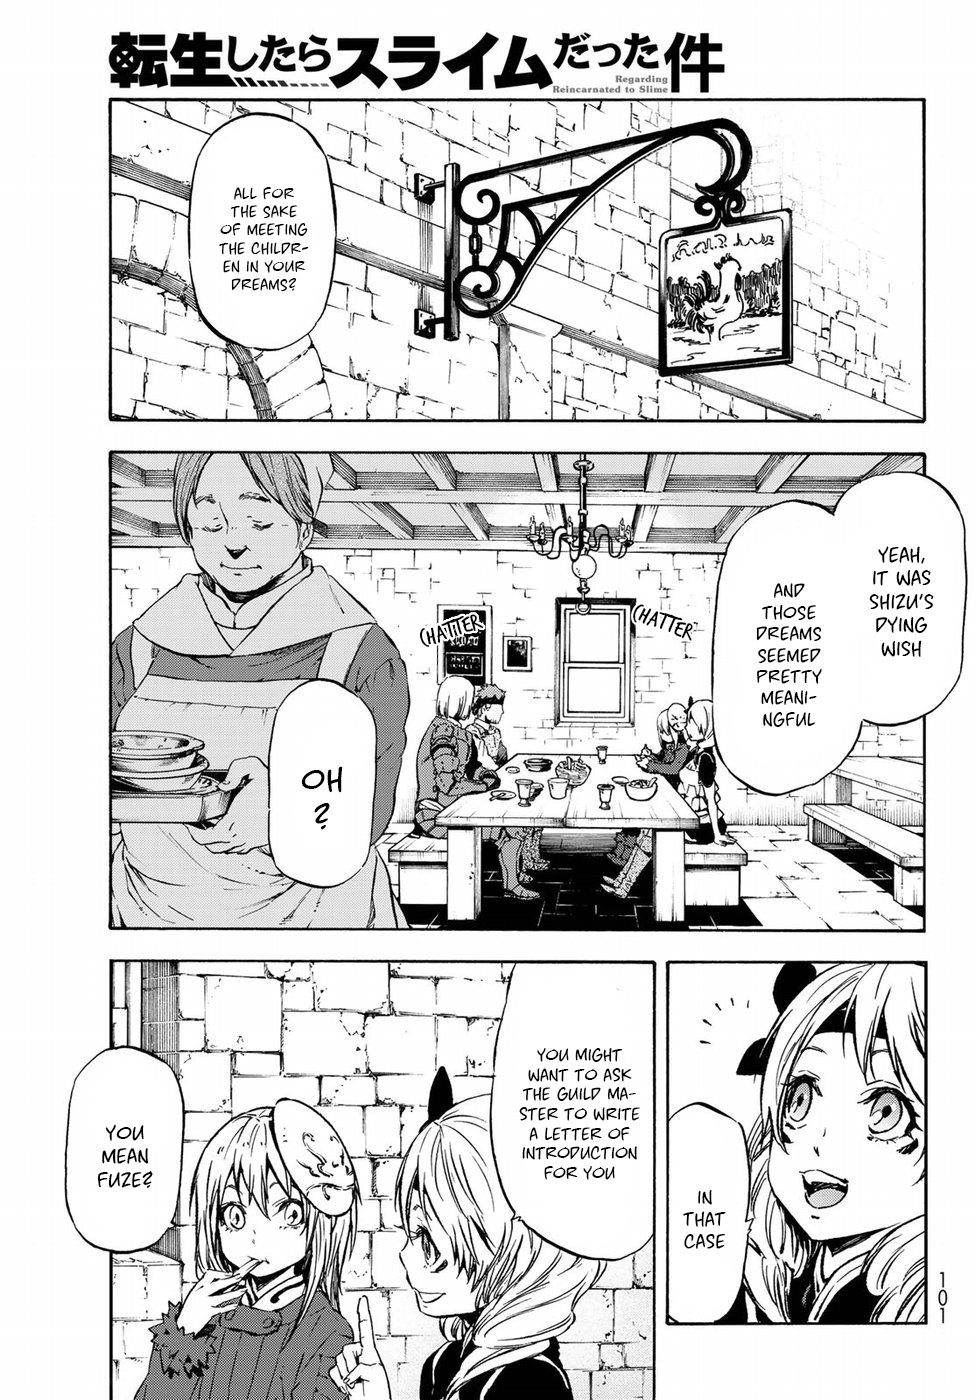 転生したらスライムだった件
Regarding
Reincarnated to Slime
ALL FOR
THE SAKE
OF MEETING
THE CHILDR-
EN IN YOUR
DREAMS?
YEAH,
IT WAS
SHIZU'S
DYING
WISH
AND
THOSE
DREAMS
SEEMED
PRETTY
MEANI-
NGFUL
CHATTER
CHATTER
OH
?
IN
THAT
CASE
YOU MIGHT
WANT TO ASK
THE GUILD MA-
STER TO WRITE
A LETTER OF
INTRODUCTION
FOR YOU
YOU
MEAN
FUZE?
101